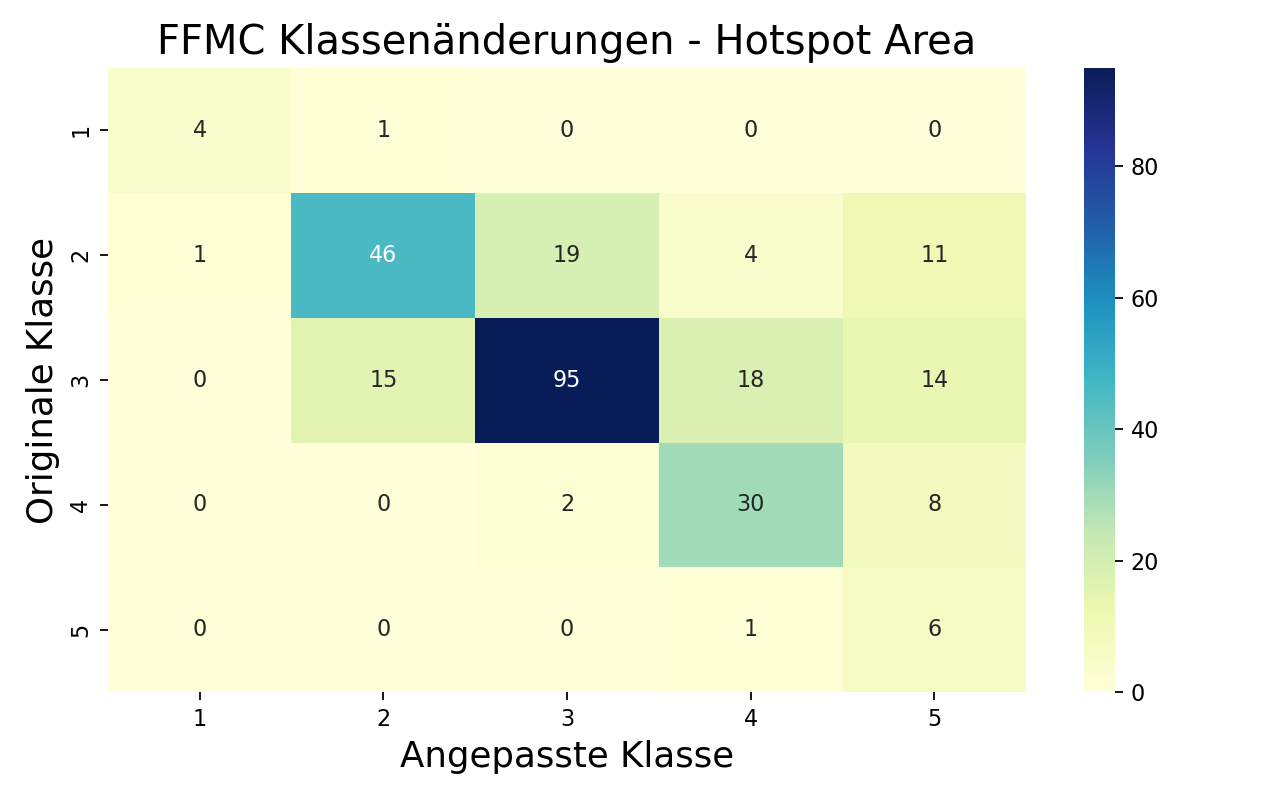 FFMC Klassenänderungen - Hotspot Area
1 4 1 0 0 0
2 1 46 19 4 11
3 0 15 95 18 14
4 0 0 2 30 8
5 0 0 0 1 6
1 2 3 4 5
Originale Klasse
Angepasste Klasse
80
60
40
20
0